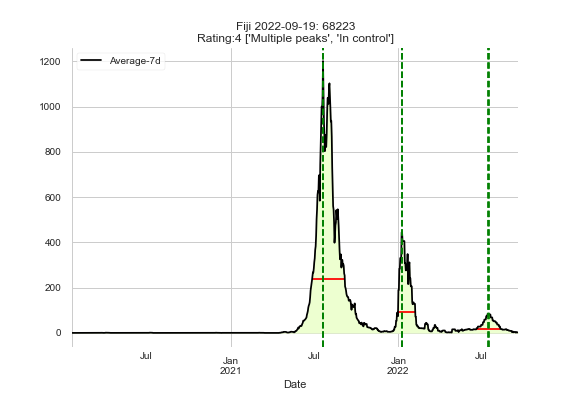 Fiji 2022-09-19: 68223
Rating:4 ['Multiple peaks', 'In control']
Average-7d
1200
1000
800
600
400
200
0
Jul
Jan
2021
Jul
Jan
2022
Jul
Date